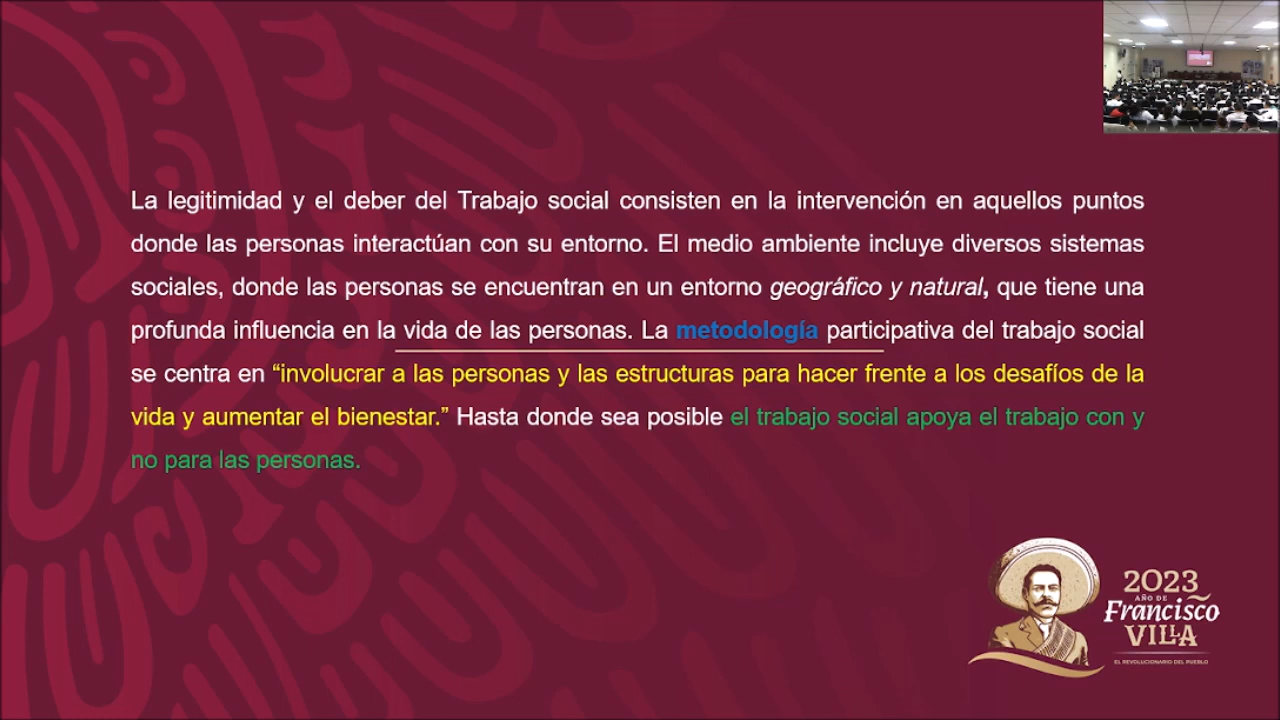 La legitimidad y el deber del Trabajo social consisten en la intervención en aquellos puntos
donde las personas interactúan con su entorno. El medio ambiente incluye diversos sistemas
sociales, donde las personas se encuentran en un entorno geográfico y natural, que tiene una
profunda influencia en la vida de las personas. La metodología participativa del trabajo social
se centra en “involucrar a las personas y las estructuras para hacer frente a los desafíos de la
vida y aumentar el bienestar.” Hasta donde sea posible el trabajo social apoya el trabajo con y
no para las personas.
2023
AÑO DE
Francisco
VILLA
EL REVOLUCIONARIO DEL PUEBLO